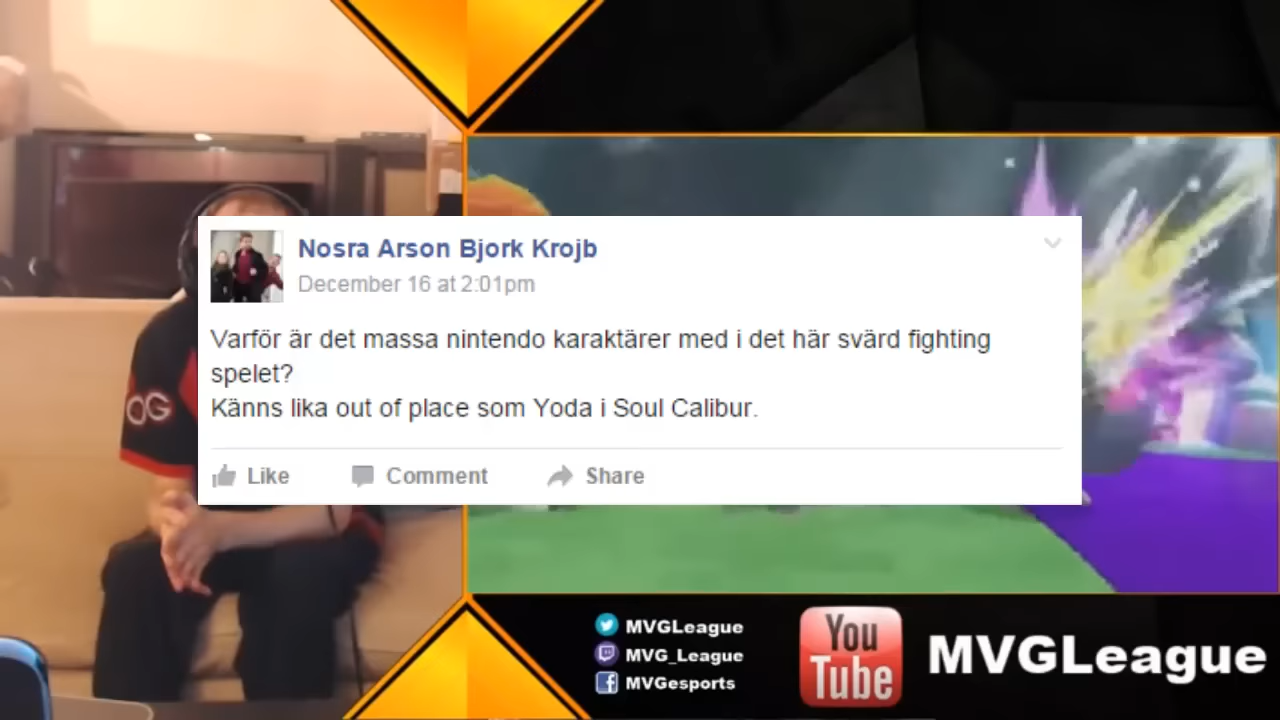 Nosra Arson Bjork Krojb
December 16 at 2:01pm
Varför är det massa nintendo karaktärer med i det här svärd fighting
spelet?
Känns lika out of place som Yoda i Soul Calibur.
Like Comment Share
OG
MVGLeague
MVG_League
MVGesports
You
Tube
MVGLeague